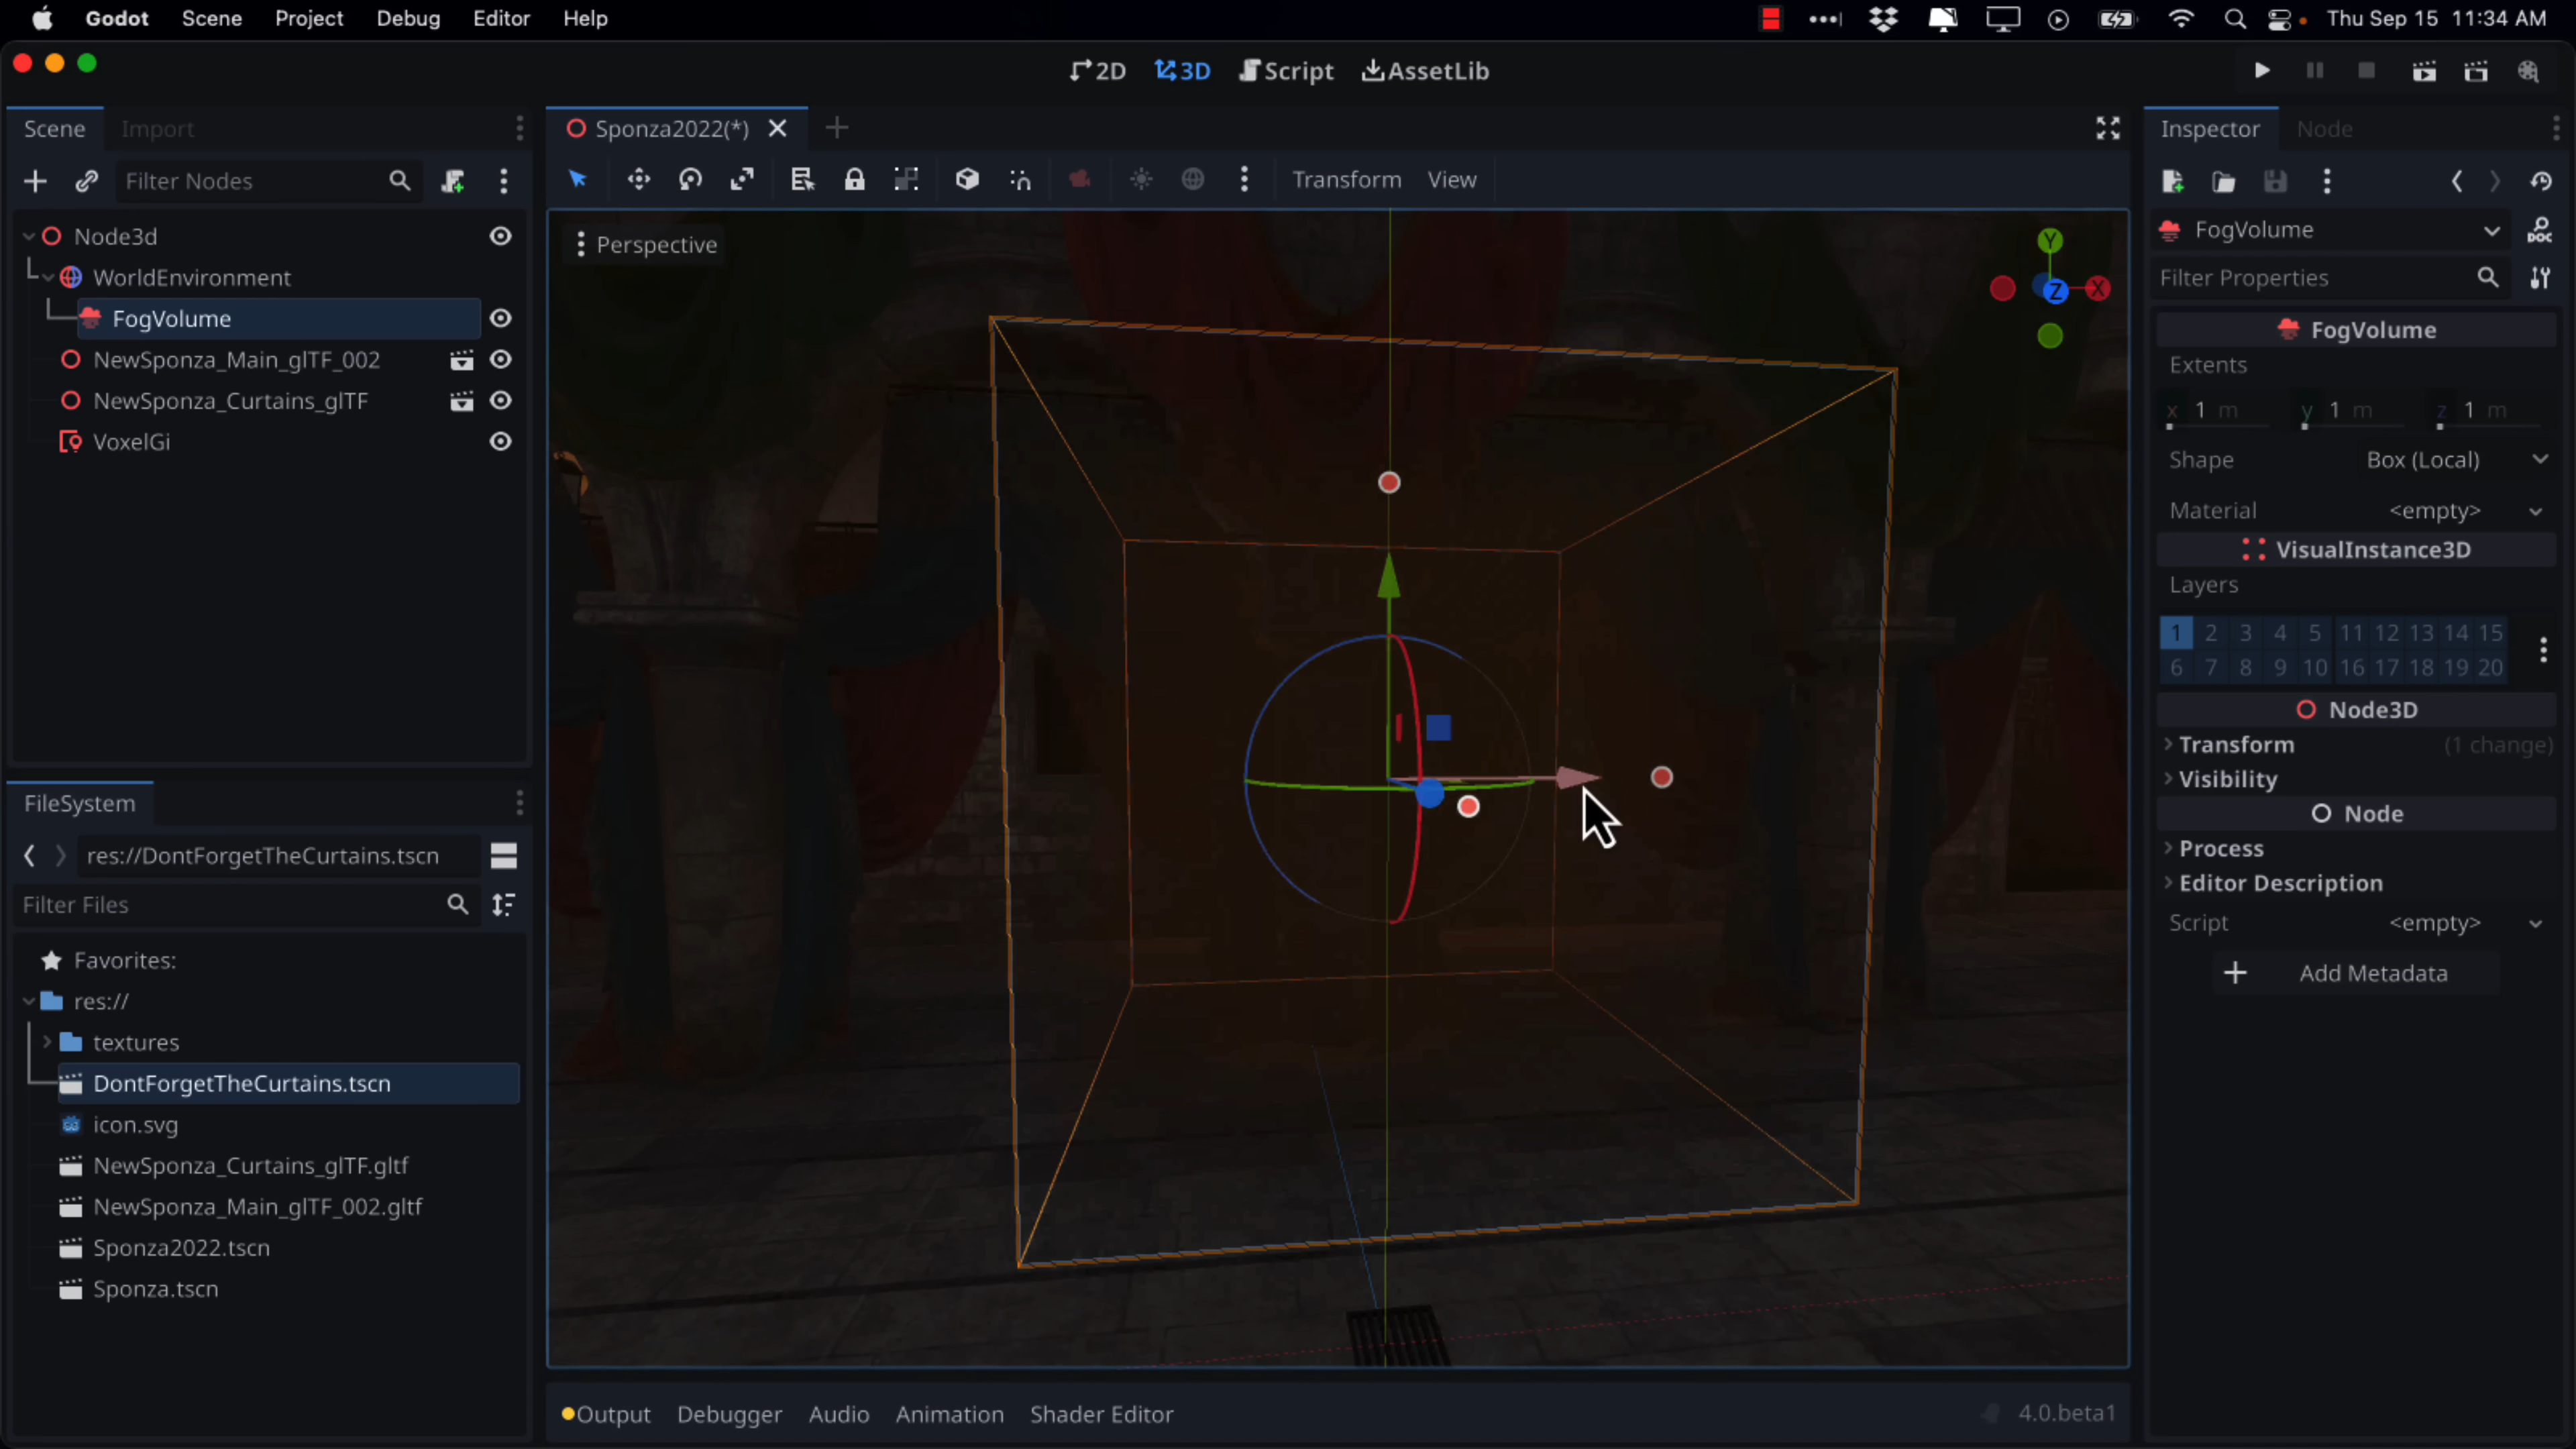 Godot Scene Project Debug Editor Help Thu Sep 15 11:34 AM
2D 3D Script AssetLib
Scene Import
Sponza2022(*)
Inspector Node
Filter Nodes
Transform View
Node3d
WorldEnvironment
FogVolume
NewSponza_Main_glTF_002
NewSponza_Curtains_glTF
VoxelGi
Perspective
Y
Z X
FogVolume
DOC
Filter Properties
FogVolume
Extents
x 1 m y 1 m z 1 m
Shape Box (Local)
Material <empty>
VisualInstance3D
Layers
1 2 3 4 5 11 12 13 14 15
6 7 8 9 10 16 17 18 19 20
Node3D
Transform (1 change)
Visibility
Node
Process
Editor Description
Script <empty>
Add Metadata
FileSystem
res://DontForgetTheCurtains.tscn
Filter Files
Favorites:
res://
textures
DontForgetTheCurtains.tscn
icon.svg
NewSponza_Curtains_glTF.gltf
NewSponza_Main_glTF_002.gltf
Sponza2022.tscn
Sponza.tscn
Output Debugger Audio Animation Shader Editor 4.0.beta1